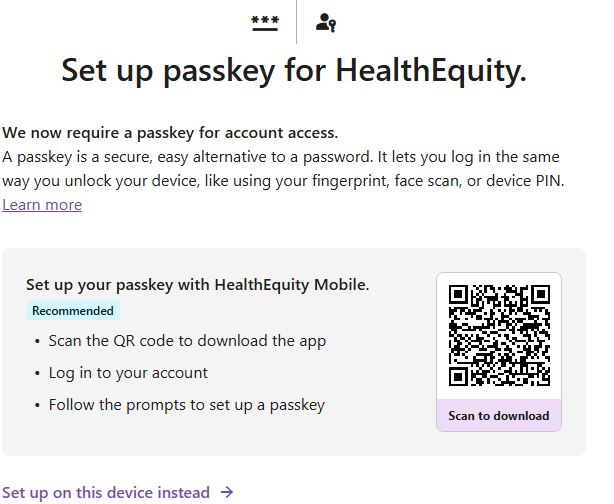 ***
Set up passkey for HealthEquity.
We now require a passkey for account access.
A passkey is a secure, easy alternative to a password. It lets you log in the same
way you unlock your device, like using your fingerprint, face scan, or device PIN.
Learn more
Set up your passkey with HealthEquity Mobile.
Recommended
• Scan the QR code to download the app
• Log in to your account
• Follow the prompts to set up a passkey
Scan to download
Set up on this device instead →